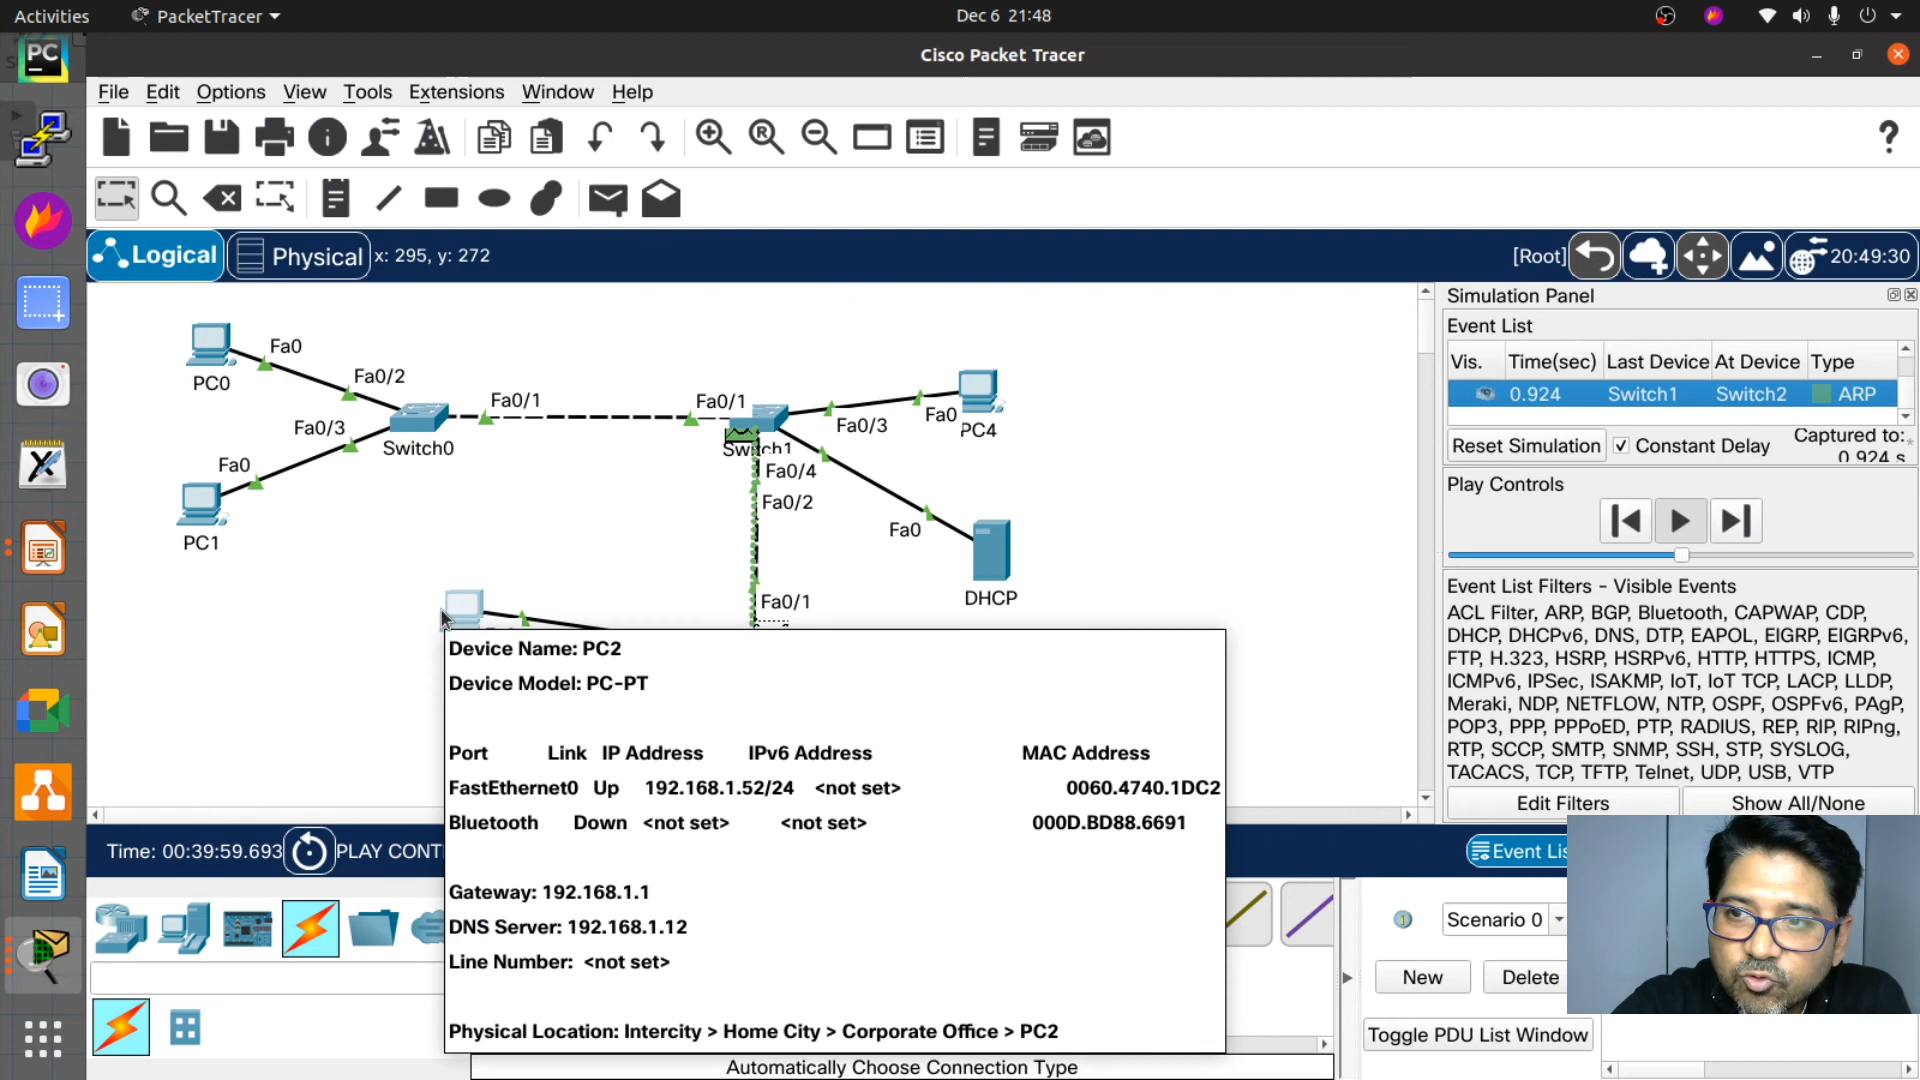 Activities
PacketTracer
Dec 6 21:48
Cisco Packet Tracer
PC
File Edit Options View Tools Extensions Window Help
Logical
Physical
x: 295, y: 272
[Root]
20:49:30
Simulation Panel
Event List
Vis. Time(sec) Last Device At Device Type
0.924 Switch1 Switch2 ARP
Reset Simulation
Constant Delay
Captured to:
0.924 s
Play Controls
Event List Filters - Visible Events
ACL Filter, ARP, BGP, Bluetooth, CAPWAP, CDP,
DHCP, DHCPv6, DNS, DTP, EAPOL, EIGRP, EIGRPv6,
FTP, H.323, HSRP, HSRPv6, HTTP, HTTPS, ICMP,
ICMPv6, IPSec, ISAKMP, IoT, IoT TCP, LACP, LLDP,
Meraki, NDP, NETFLOW, NTP, OSPF, OSPFv6, PAgP,
POP3, PPP, PPPoED, PTP, RADIUS, REP, RIP, RIPng,
RTP, SCCP, SMTP, SNMP, SSH, STP, SYSLOG,
TACACS, TCP, TFTP, Telnet, UDP, USB, VTP
Edit Filters
Show All/None
Fa0
PC0
Fa0/2
Fa0/1
Fa0/1
Fa0
PC4
Fa0/3
Fa0/3
Switch0
Switch1
Fa0
Fa0/4
Fa0/2
PC1
Fa0
DHCP
Fa0/1
Device Name: PC2
Device Model: PC-PT
Port Link IP Address IPv6 Address MAC Address
FastEthernet0 Up 192.168.1.52/24 <not set> 0060.4740.1DC2
Bluetooth Down <not set> <not set> 000D.BD88.6691
Gateway: 192.168.1.1
DNS Server: 192.168.1.12
Line Number: <not set>
Physical Location: Intercity > Home City > Corporate Office > PC2
Time: 00:39:59.693
PLAY CONT
Event Lis
Scenario 0
New
Delete
Toggle PDU List Window
Automatically Choose Connection Type